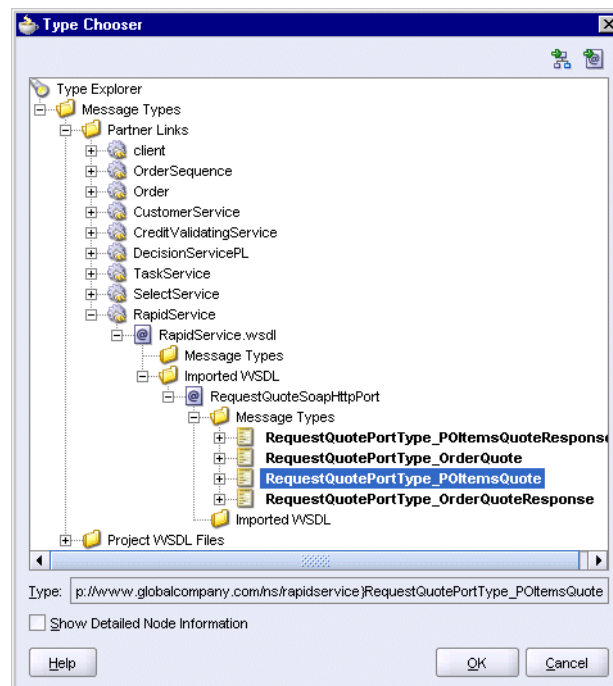 Type Chooser
Type Explorer
Message Types
Partner Links
client
OrderSequence
Order
CustomerService
CreditValidatingService
DecisionServicePL
TaskService
SelectService
RapidService
RapidService.wsdl
Message Types
Imported WSDL
RequestQuoteSoapHttpPort
Message Types
RequestQuotePortType_POItemsQuoteResponse
RequestQuotePortType_OrderQuote
RequestQuotePortType_POItemsQuote
RequestQuotePortType_OrderQuoteResponse
Imported WSDL
Project WSDL Files
Type: p://www.globalcompany.com/ns/rapidservice}RequestQuotePortType_POItemsQuote
Show Detailed Node Information
Help OK Cancel